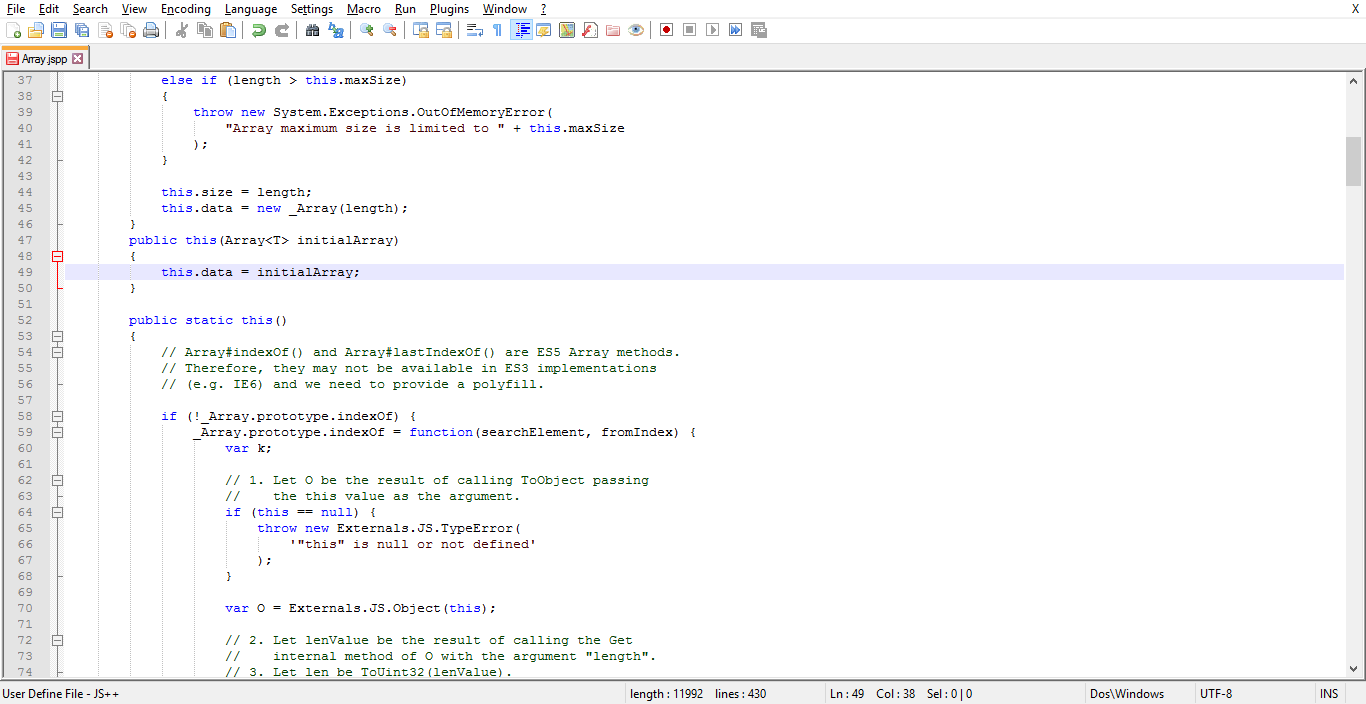 File Edit Search View Encoding Language Settings Macro Run Plugins Window ? X
Array.jspp
37 else if (length > this.maxSize)
38 {
39 throw new System.Exceptions.OutOfMemoryError(
40 "Array maximum size is limited to " + this.maxSize
41 );
42 }
43
44 this.size = length;
45 this.data = new _Array(length);
46 }
47 public this(Array<T> initialArray)
48 {
49 this.data = initialArray;
50 }
51
52 public static this()
53 {
54 // Array#indexOf() and Array#lastIndexOf() are ES5 Array methods.
55 // Therefore, they may not be available in ES3 implementations
56 // (e.g. IE6) and we need to provide a polyfill.
57
58 if (!_Array.prototype.indexOf) {
59 _Array.prototype.indexOf = function(searchElement, fromIndex) {
60 var k;
61
62 // 1. Let O be the result of calling ToObject passing
63 //    the this value as the argument.
64 if (this == null) {
65 throw new Externals.JS.TypeError(
66 '"this" is null or not defined'
67 );
68 }
69
70 var O = Externals.JS.Object(this);
71
72 // 2. Let lenValue be the result of calling the Get
73 //    internal method of O with the argument "length".
74 // 3. Let len be ToUint32(lenValue).
User Define File - JS++ length : 11992 lines : 430 Ln : 49 Col : 38 Sel : 0 | 0 Dos\Windows UTF-8 INS